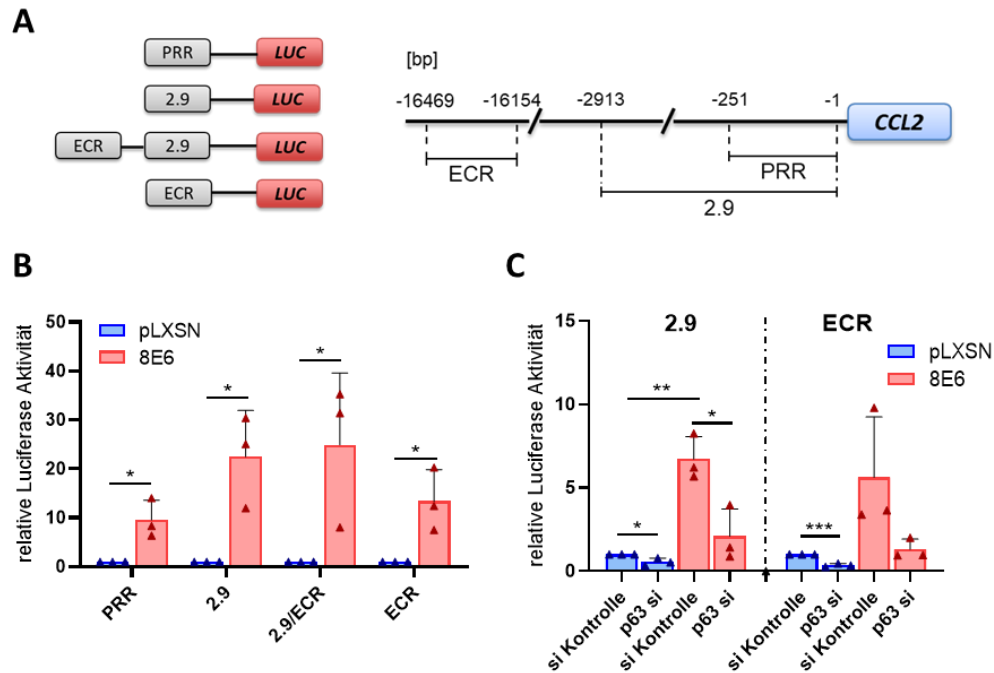 A
PRR LUC
2.9 LUC
ECR 2.9 LUC
ECR LUC
[bp]
-16469 -16154 -2913 -251 -1
CCL2
ECR PRR
2.9
B
relative Luciferase Aktivität
50
40
30
20
10
0
pLXSN
8E6
*
*
*
*
PRR 2.9 2.9/ECR ECR
C
relative Luciferase Aktivität
15
10
5
0
2.9 ECR
pLXSN
8E6
**
*
*
***
si Kontrolle p63 si si Kontrolle p63 si si Kontrolle p63 si si Kontrolle p63 si